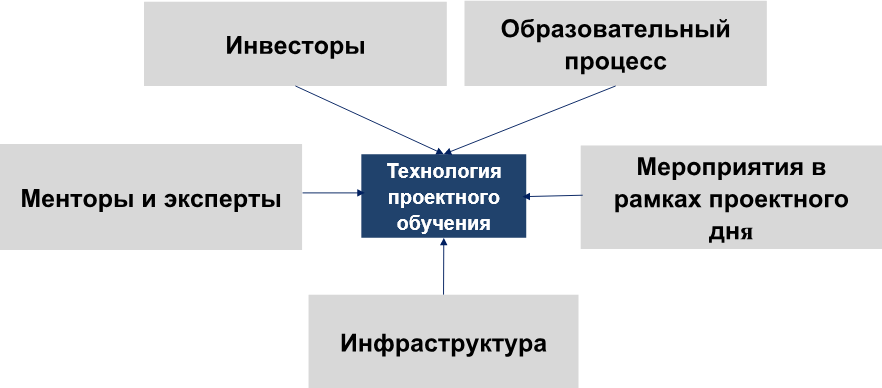 Инвесторы
Образовательный
процесс
Менторы и эксперты
Технология
проектного
обучения
Мероприятия в
рамках проектного
дня
Инфраструктура